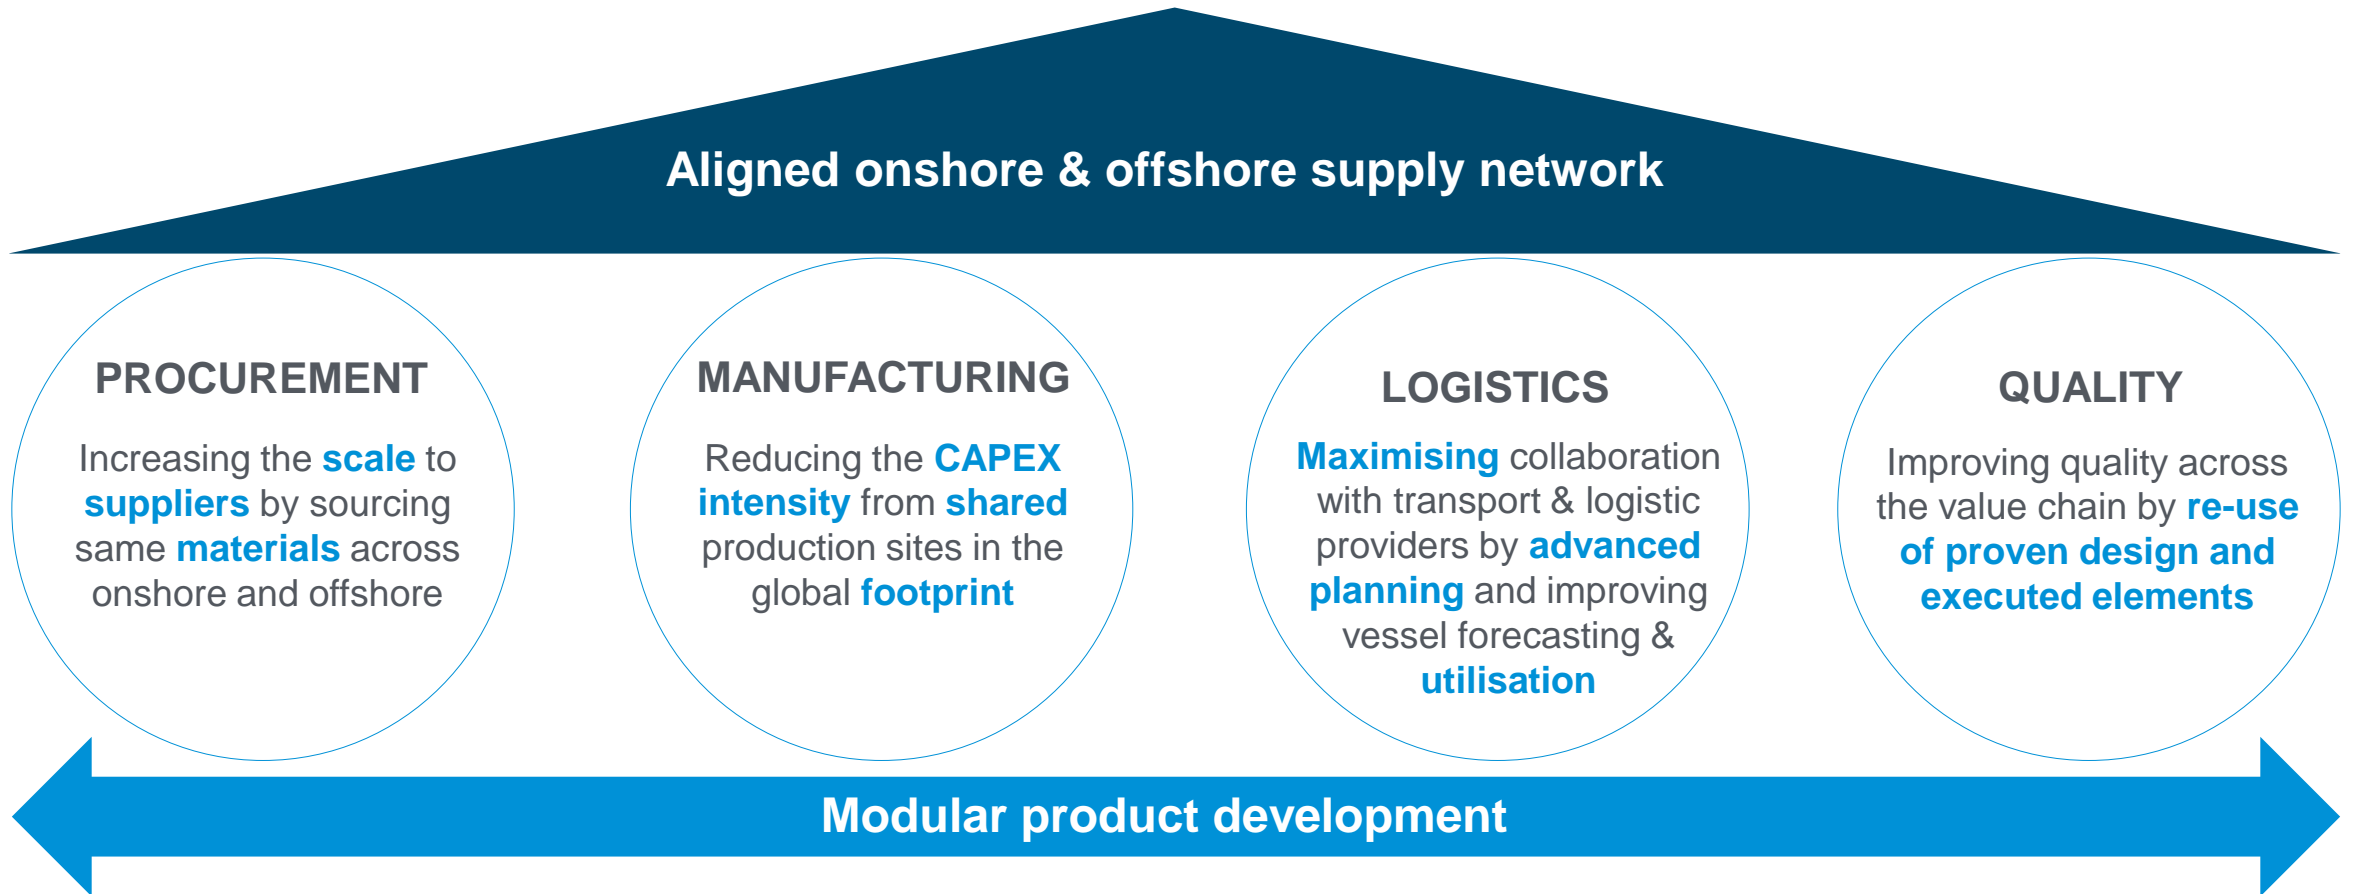 Aligned onshore & offshore supply network
PROCUREMENT
Increasing the scale to
suppliers by sourcing
same materials across
onshore and offshore
MANUFACTURING
Reducing the CAPEX
intensity from shared
production sites in the
global footprint
LOGISTICS
Maximising collaboration
with transport & logistic
providers by advanced
planning and improving
vessel forecasting &
utilisation
QUALITY
Improving quality across
the value chain by re-use
of proven design and
executed elements
Modular product development